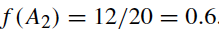 f(A₂) = 12/20 = 0.6.